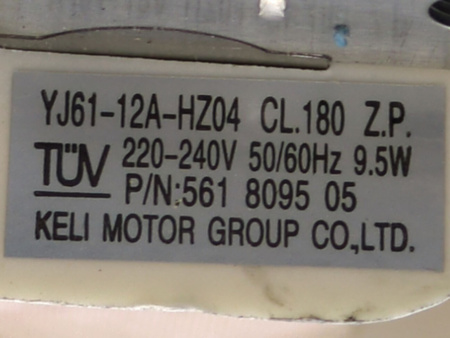 YJ61-12A-HZ04 CL.180 Z.P.
TÜV 220-240V 50/60Hz 9.5W
P/N:561 8095 05
KELI MOTOR GROUP CO.,LTD.